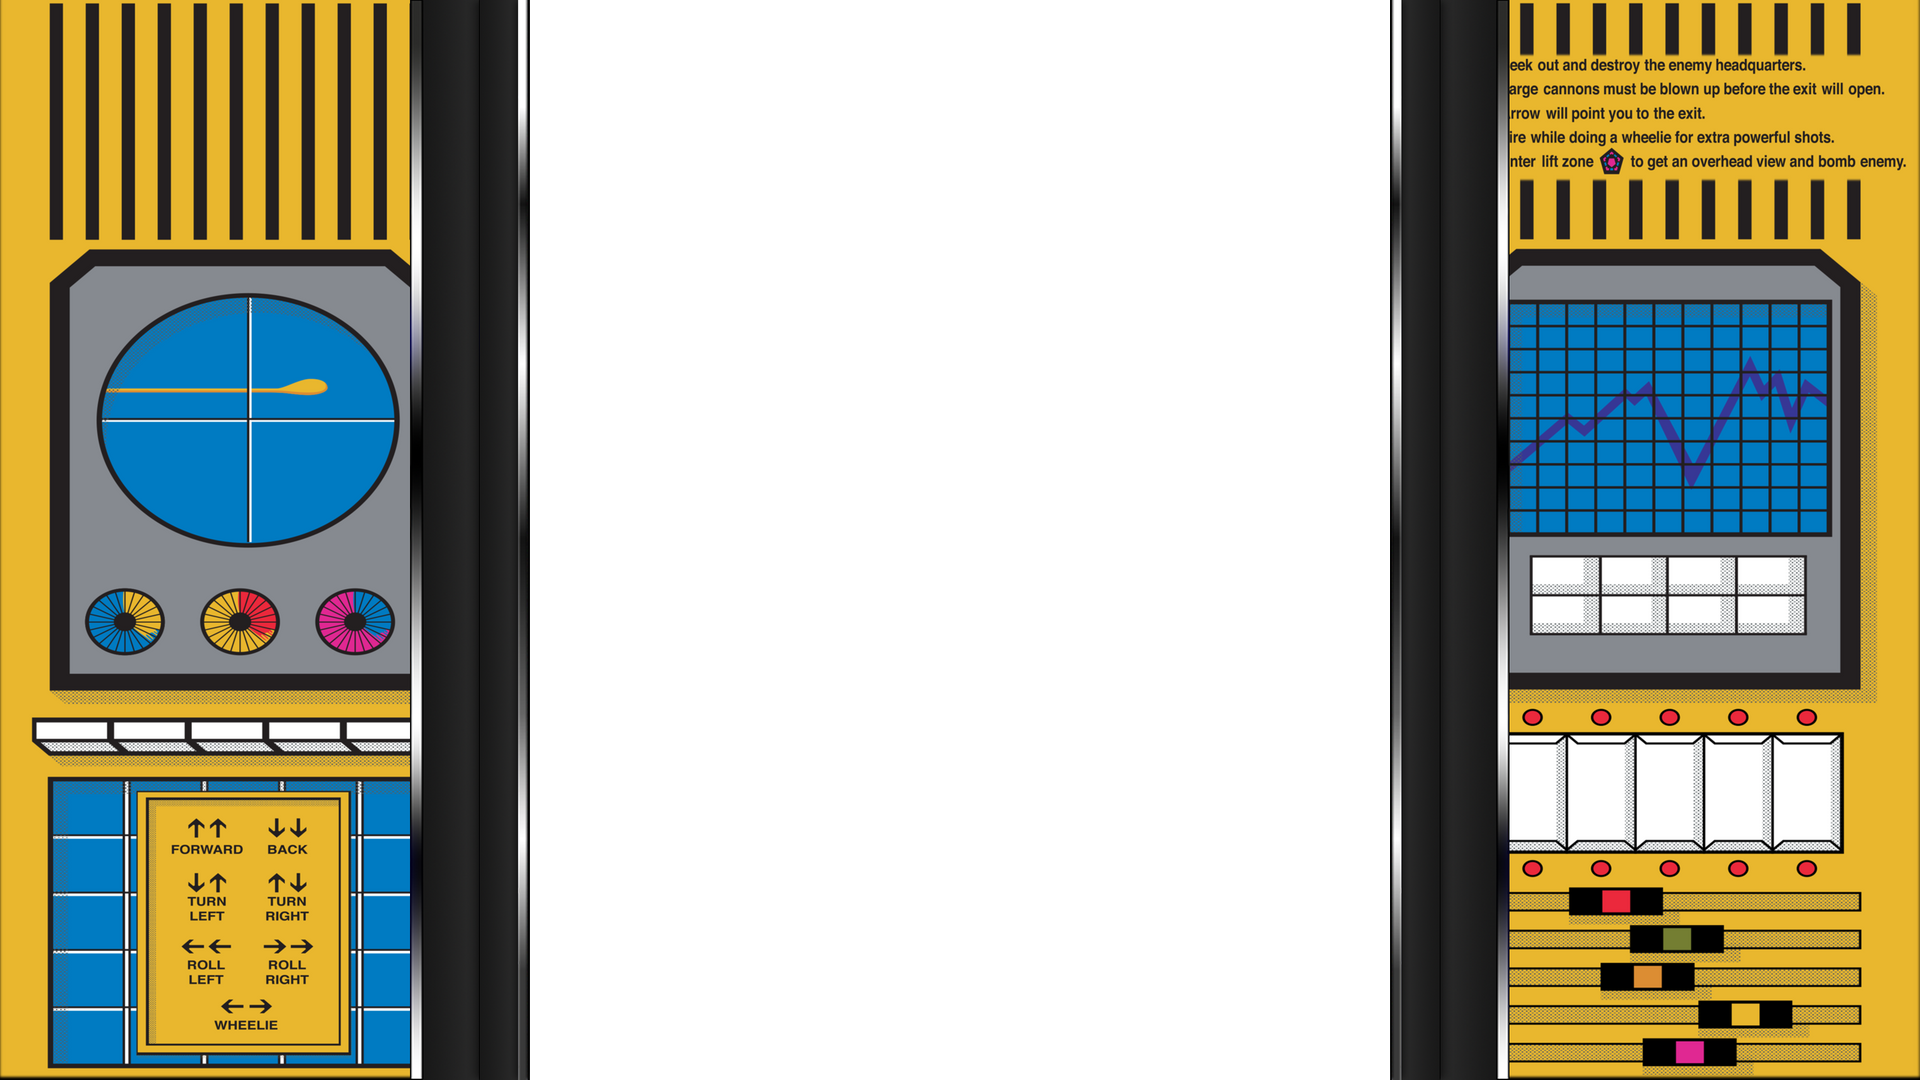 eek out and destroy the enemy headquarters.
arge cannons must be blown up before the exit will open.
rrow will point you to the exit.
ire while doing a wheelie for extra powerful shots.
nter lift zone to get an overhead view and bomb enemy.
↑↑ ↓↓
FORWARD BACK
↓↑ ↑↓
TURN TURN
LEFT RIGHT
←← →→
ROLL ROLL
LEFT RIGHT
←→
WHEELIE